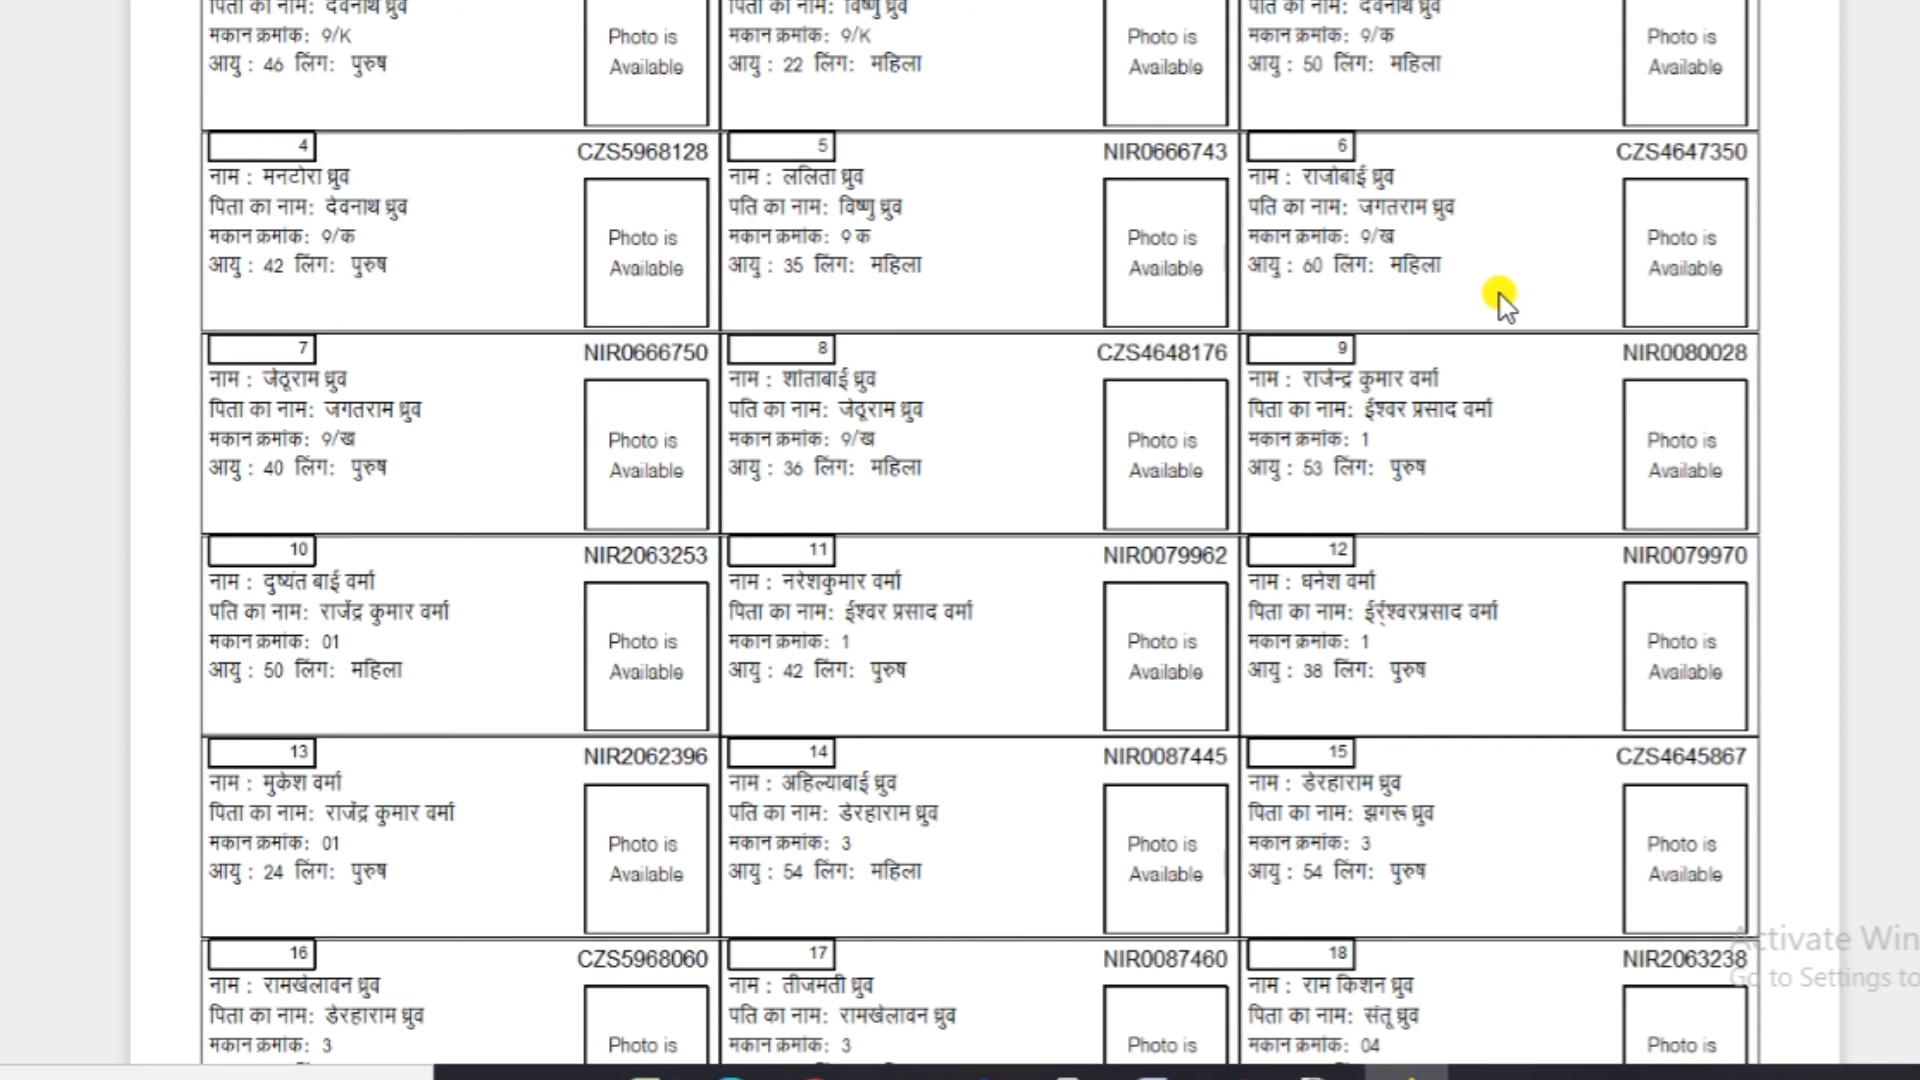 पिता का नाम: देवनाथ ध्रुव
मकान क्रमांक: 9/K
आयु : 46 लिंग: पुरुष
Photo is
Available
पिता का नाम: विष्णु ध्रुव
मकान क्रमांक: 9/K
आयु : 22 लिंग: महिला
Photo is
Available
पति का नाम: देवनाथ ध्रुव
मकान क्रमांक: 9/क
आयु : 50 लिंग: महिला
Photo is
Available
4
CZS5968128
नाम : मनटोरा ध्रुव
पिता का नाम: देवनाथ ध्रुव
मकान क्रमांक: 9/क
आयु : 42 लिंग: पुरुष
Photo is
Available
5
NIR0666743
नाम : ललिता ध्रुव
पति का नाम: विष्णु ध्रुव
मकान क्रमांक: 9 क
आयु : 35 लिंग: महिला
Photo is
Available
6
CZS4647350
नाम : राजोबाई ध्रुव
पति का नाम: जगतराम ध्रुव
मकान क्रमांक: 9/ख
आयु : 60 लिंग: महिला
Photo is
Available
7
NIR0666750
नाम : जेठूराम ध्रुव
पिता का नाम: जगतराम ध्रुव
मकान क्रमांक: 9/ख
आयु : 40 लिंग: पुरुष
Photo is
Available
8
CZS4648176
नाम : शांताबाई ध्रुव
पति का नाम: जेठूराम ध्रुव
मकान क्रमांक: 9/ख
आयु : 36 लिंग: महिला
Photo is
Available
9
NIR0080028
नाम : राजेन्द्र कुमार वर्मा
पिता का नाम: ईश्वर प्रसाद वर्मा
मकान क्रमांक: 1
आयु : 53 लिंग: पुरुष
Photo is
Available
10
NIR2063253
नाम : दुष्यंत बाई वर्मा
पति का नाम: राजेंद्र कुमार वर्मा
मकान क्रमांक: 01
आयु : 50 लिंग: महिला
Photo is
Available
11
NIR0079962
नाम : नरेशकुमार वर्मा
पिता का नाम: ईश्वर प्रसाद वर्मा
मकान क्रमांक: 1
आयु : 42 लिंग: पुरुष
Photo is
Available
12
NIR0079970
नाम : धनेश वर्मा
पिता का नाम: वर्मा
मकान क्रमांक: 1
आयु : 38 लिंग: पुरुष
Photo is
Available
13
NIR2062396
नाम : मुकेश वर्मा
पिता का नाम: राजेंद्र कुमार वर्मा
मकान क्रमांक: 01
आयु : 24 लिंग: पुरुष
Photo is
Available
14
NIR0087445
नाम : अहिल्याबाई ध्रुव
पति का नाम: डेरहाराम ध्रुव
मकान क्रमांक: 3
आयु : 54 लिंग: महिला
Photo is
Available
15
CZS4645867
नाम : डेरहाराम ध्रुव
पिता का नाम: झगरू ध्रुव
मकान क्रमांक: 3
आयु : 54 लिंग: पुरुष
Photo is
Available
16
CZS5968060
नाम : रामखेलावन ध्रुव
पिता का नाम: डेरहाराम ध्रुव
मकान क्रमांक: 3
Photo is
17
NIR0087460
नाम : तीजमती ध्रुव
पति का नाम: रामखेलावन ध्रुव
मकान क्रमांक: 3
Photo is
18
NIR2063238
नाम : राम किशन ध्रुव
पिता का नाम: संतू ध्रुव
मकान क्रमांक: 04
Photo is
Activate Win
Go to Settings to